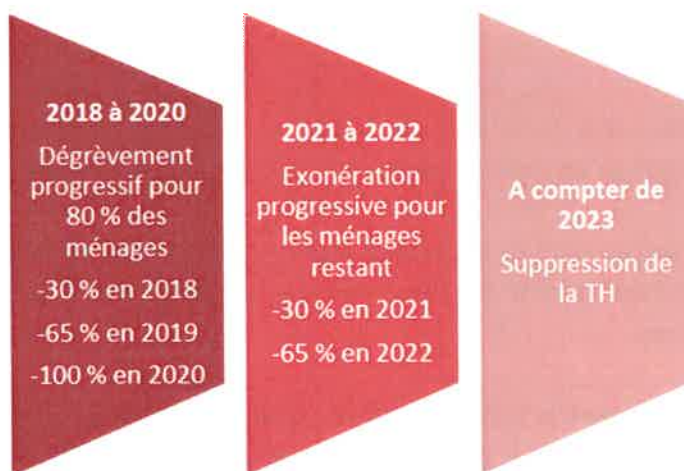 2018 à 2020
Dégrèvement
progressif pour
80 % des
ménages
-30 % en 2018
-65 % en 2019
-100 % en 2020
2021 à 2022
Exonération
progressive pour
les ménages
restant
-30 % en 2021
-65 % en 2022
A compter de
2023
Suppression de
la TH